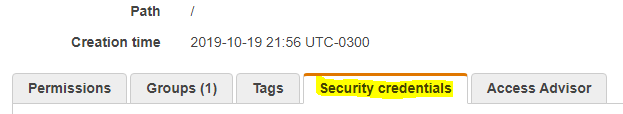 Path /
Creation time 2019-10-19 21:56 UTC-0300
Permissions Groups (1) Tags Security credentials Access Advisor